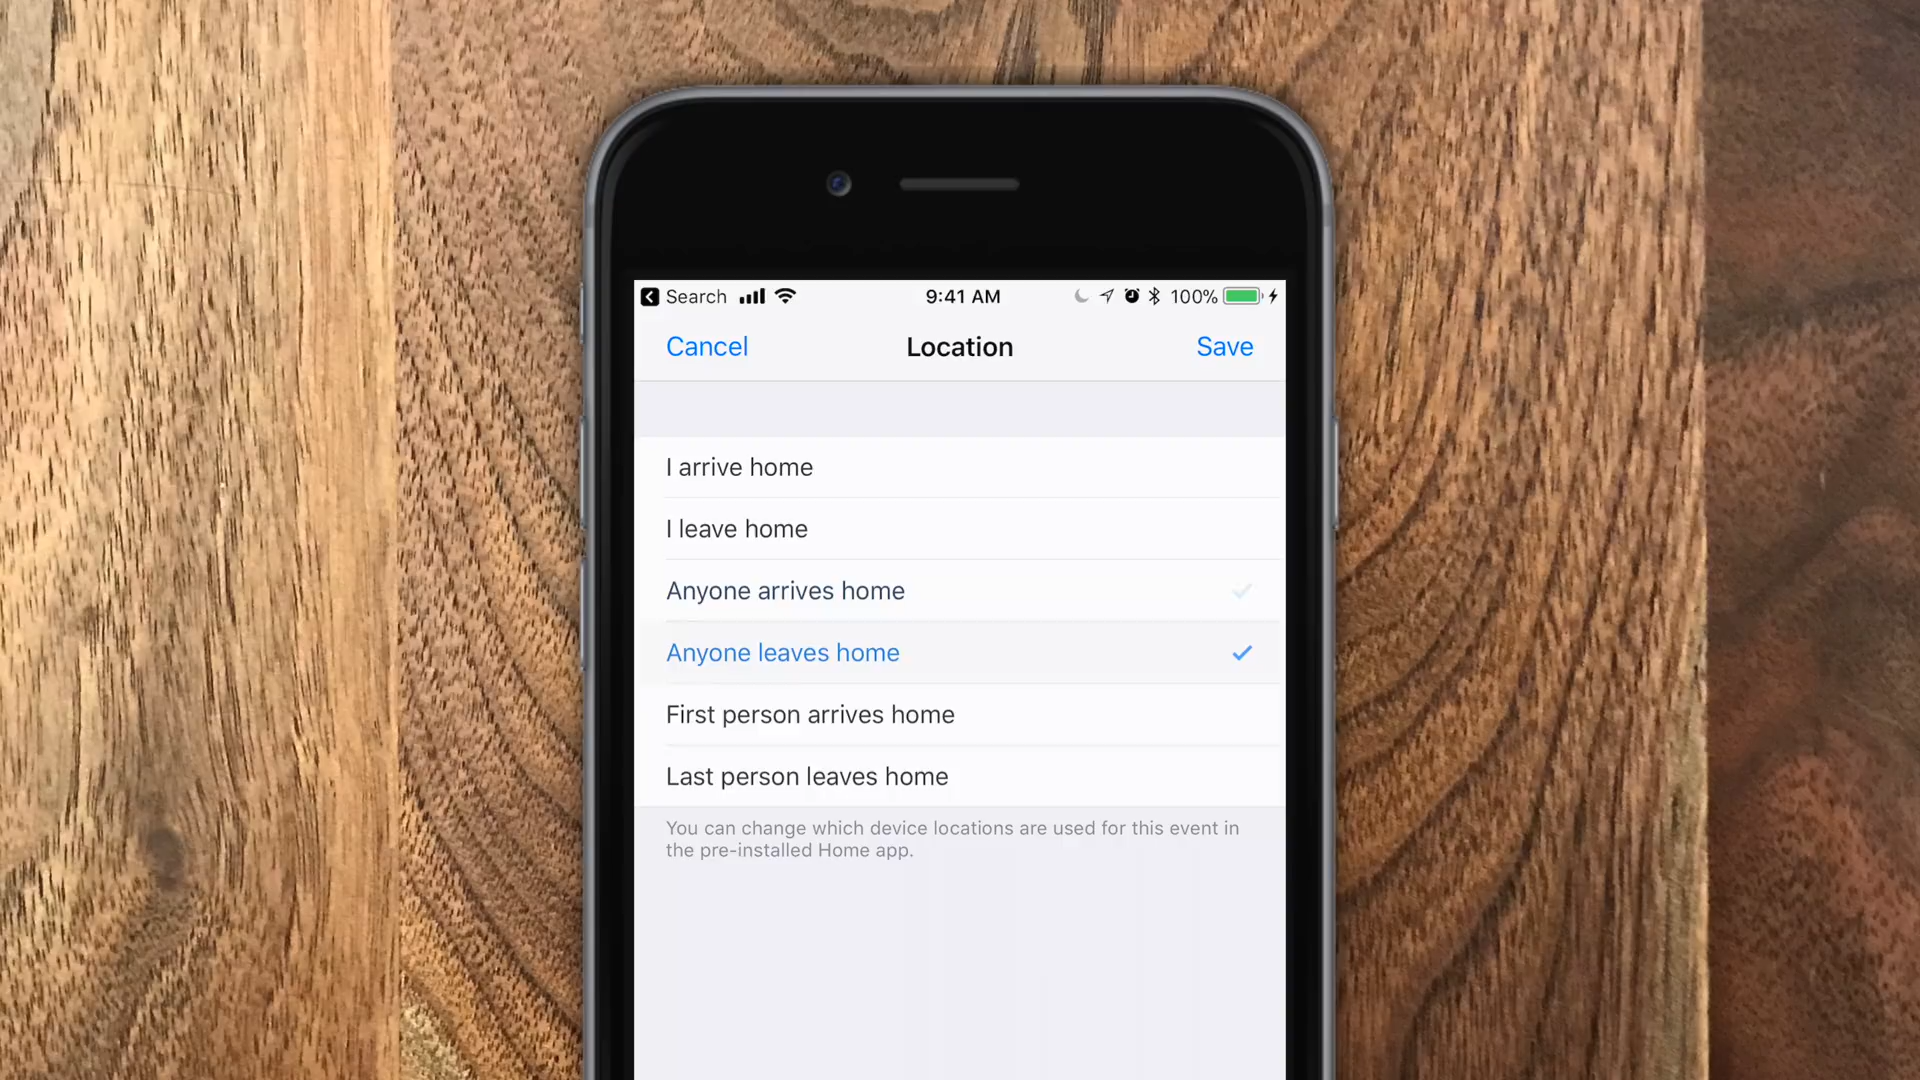 Search 9:41 AM 100%
Cancel Location Save
I arrive home
I leave home
Anyone arrives home
Anyone leaves home
First person arrives home
Last person leaves home
You can change which device locations are used for this event in
the pre-installed Home app.